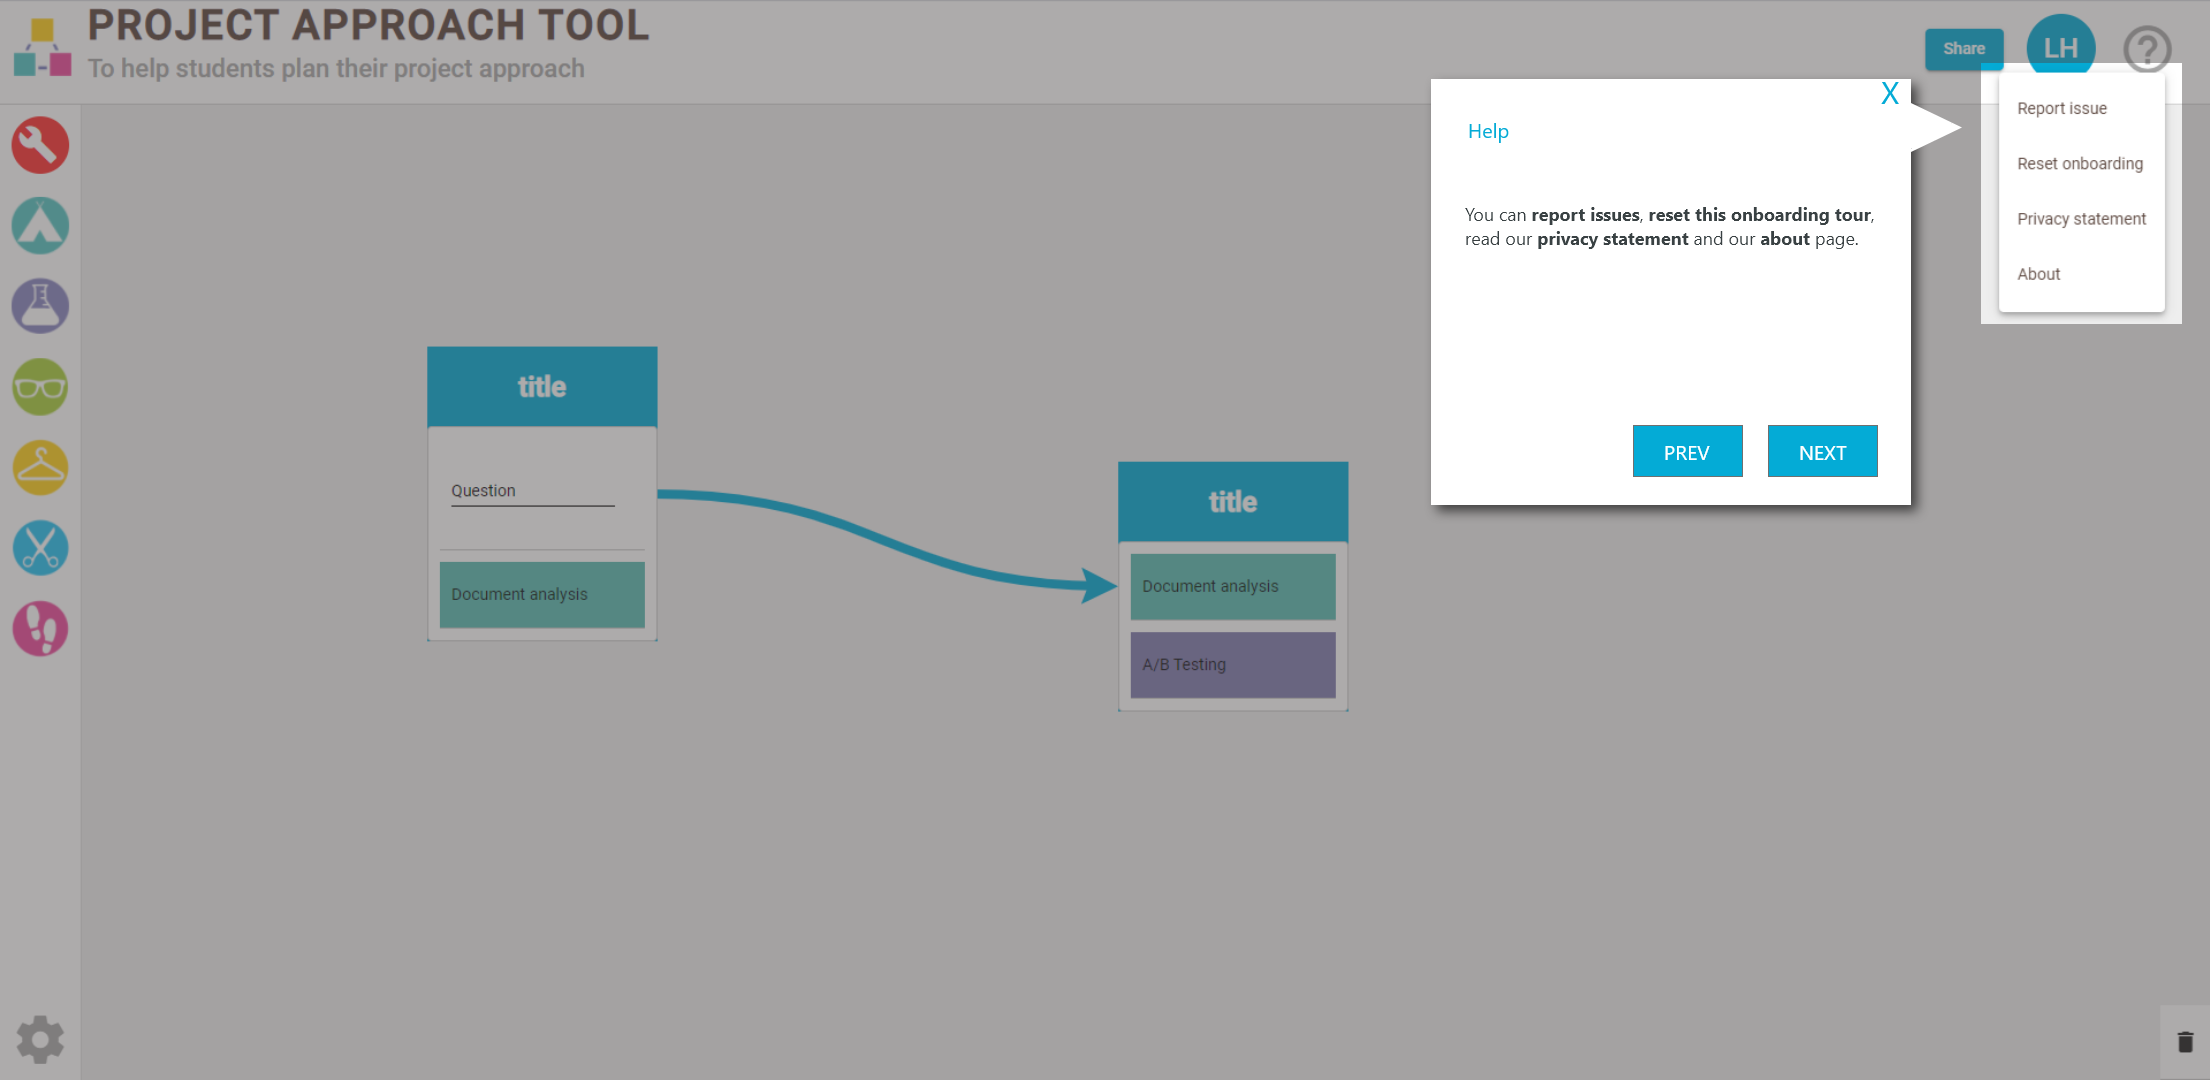 PROJECT APPROACH TOOL
To help students plan their project approach
Share
LH
?
X
Help
You can report issues, reset this onboarding tour,
read our privacy statement and our about page.
PREV
NEXT
Report issue
Reset onboarding
Privacy statement
About
title
Question
Document analysis
title
Document analysis
A/B Testing